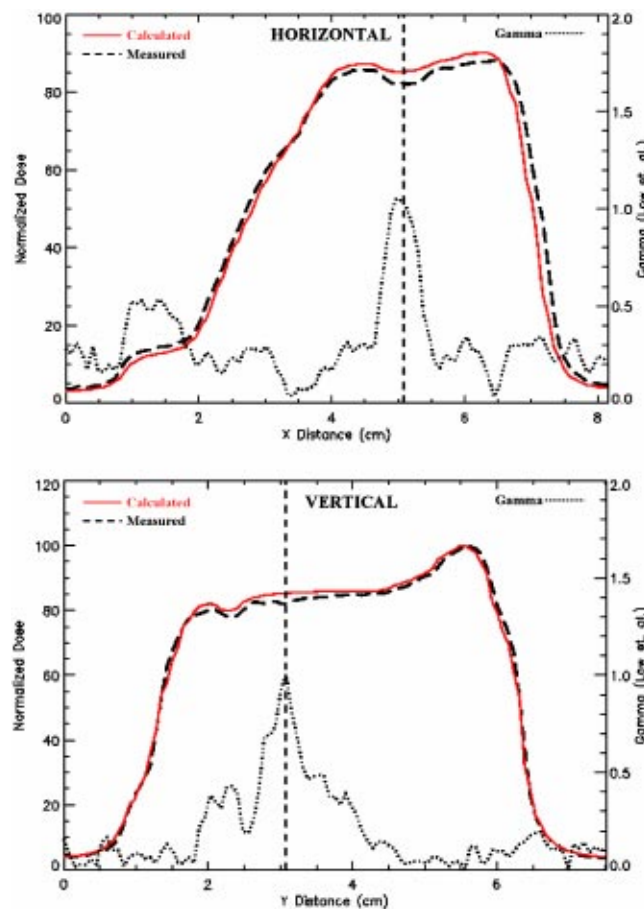 100
Calculated
Measured
HORIZONTAL
Gamma
2.0
80
60
40
20
0
Normalized Dose
1.5
1.0
0.5
0.0
Gamma (Low et. al.)
0
2
4
6
8
X Distance (cm)
120
Calculated
Measured
VERTICAL
Gamma
2.0
100
80
60
40
20
0
Normalized Dose
1.5
1.0
0.5
0.0
Gamma (Low et. al.)
0
2
4
6
Y Distance (cm)